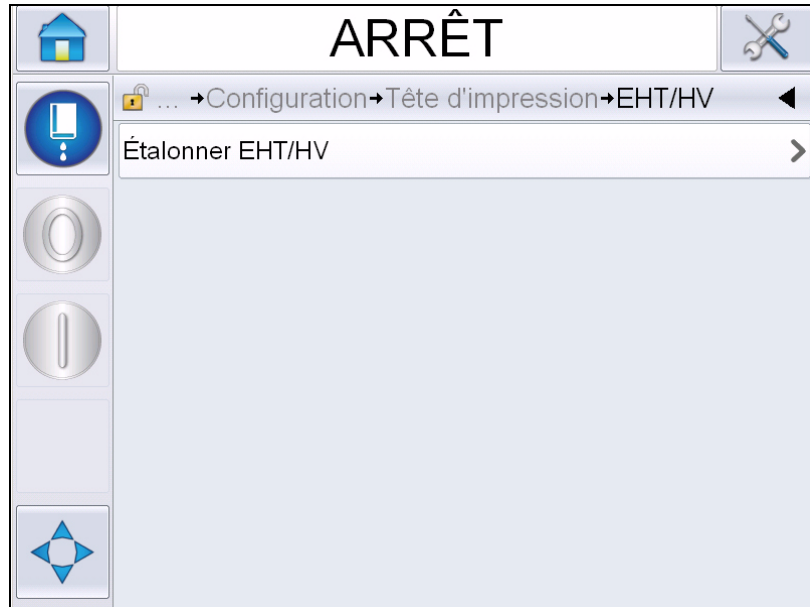 ARRÊT
... →Configuration→Tête d'impression→EHT/HV
Étalonner EHT/HV